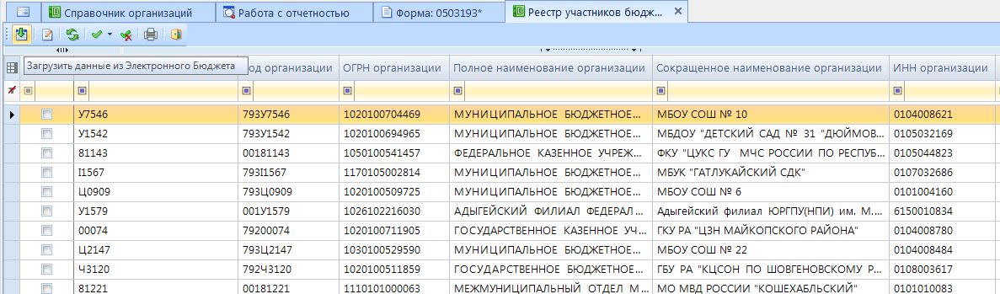 Справочник организаций Работа с отчетностью Форма: 0503193* Реестр участников бюдж...
Загрузить данные из Электронного Бюджета
од организации ОГРН организации Полное наименование организации Сокращенное наименование организации ИНН организации
У7546 793У7546 1020100704469 МУНИЦИПАЛЬНОЕ БЮДЖЕТНОЕ... МБОУ СОШ № 10 0104008621
У1542 793У1542 1020100694965 МУНИЦИПАЛЬНОЕ БЮДЖЕТНОЕ... МБДОУ "ДЕТСКИЙ САД № 31 "ДЮЙМОВ... 0105032169
81143 00181143 1050100541457 ФЕДЕРАЛЬНОЕ КАЗЕННОЕ УЧРЕЖ... ФКУ "ЦУКС ГУ МЧС РОССИИ ПО РЕСПУБ... 0105044823
I1567 793I1567 1170105002814 МУНИЦИПАЛЬНОЕ БЮДЖЕТНОЕ... МБУК "ГАТЛУКАЙСКИЙ СДК" 0107032686
Ц0909 793Ц0909 1020100509725 МУНИЦИПАЛЬНОЕ БЮДЖЕТНОЕ... МБОУ СОШ № 6 0101004160
У1579 001У1579 1026102216030 АДЫГЕЙСКИЙ ФИЛИАЛ ФЕДЕРАЛ... Адыгейский филиал ЮРГПУ(НПИ) им. М.... 6150010834
00074 79200074 1020100711905 ГОСУДАРСТВЕННОЕ КАЗЕННОЕ УЧ... ГКУ РА "ЦЗН МАЙКОПСКОГО РАЙОНА" 0104008780
Ц2147 793Ц2147 1030100529590 МУНИЦИПАЛЬНОЕ БЮДЖЕТНОЕ... МБОУ СОШ № 22 0104008484
Ч3120 792Ч3120 1020100511859 ГОСУДАРСТВЕННОЕ БЮДЖЕТНОЕ... ГБУ РА "КЦСОН ПО ШОВГЕНОВСКОМУ Р... 0108003617
81221 00181221 1110101000063 МЕЖМУНИЦИПАЛЬНЫЙ ОТДЕЛ М... МО МВД РОССИИ "КОШЕХАБЛЬСКИЙ" 0101010083